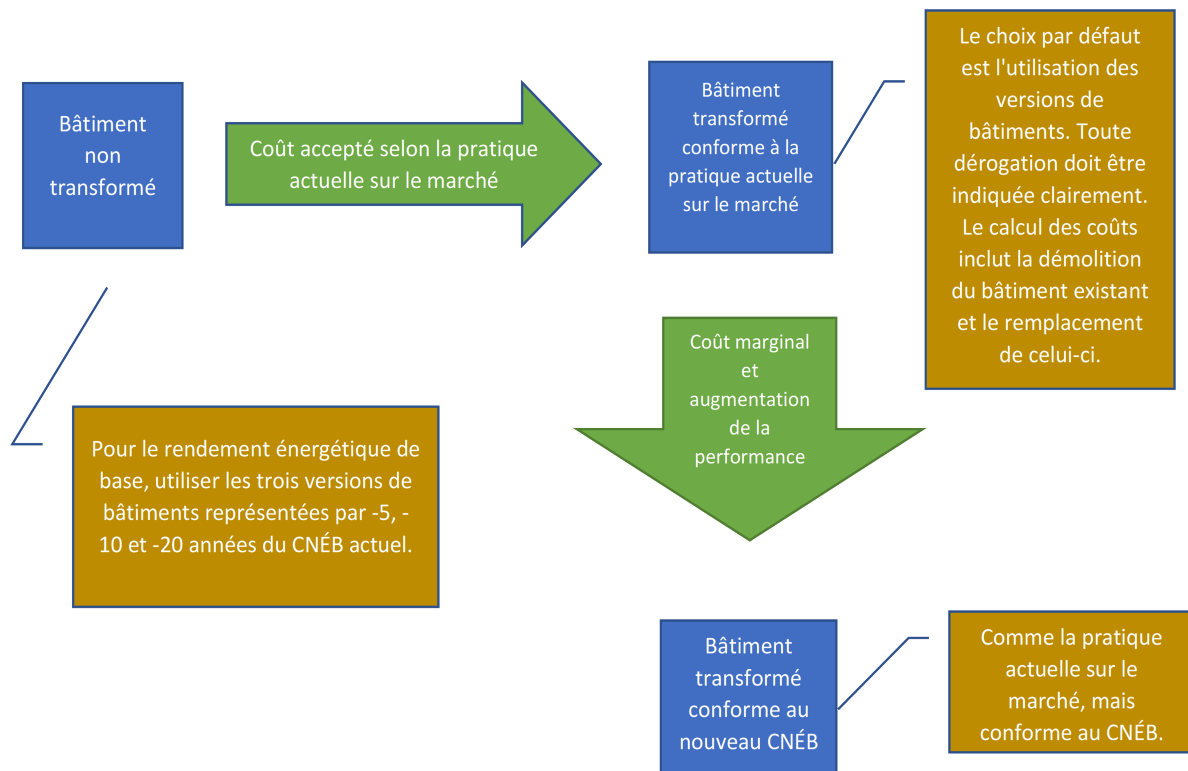 Bâtiment
non
transformé
Coût accepté selon la pratique
actuelle sur le marché
Bâtiment
transformé
conforme à la
pratique actuelle
sur le marché
Le choix par défaut
est l'utilisation des
versions de
bâtiments. Toute
dérogation doit être
indiquée clairement.
Le calcul des coûts
inclut la démolition
du bâtiment existant
et le remplacement
de celui-ci.
Coût marginal
et
augmentation
de la
performance
Pour le rendement énergétique de
base, utiliser les trois versions de
bâtiments représentées par -5, -
10 et -20 années du CNÉB actuel.
Bâtiment
transformé
conforme au
nouveau CNÉB
Comme la pratique
actuelle sur le
marché, mais
conforme au CNÉB.